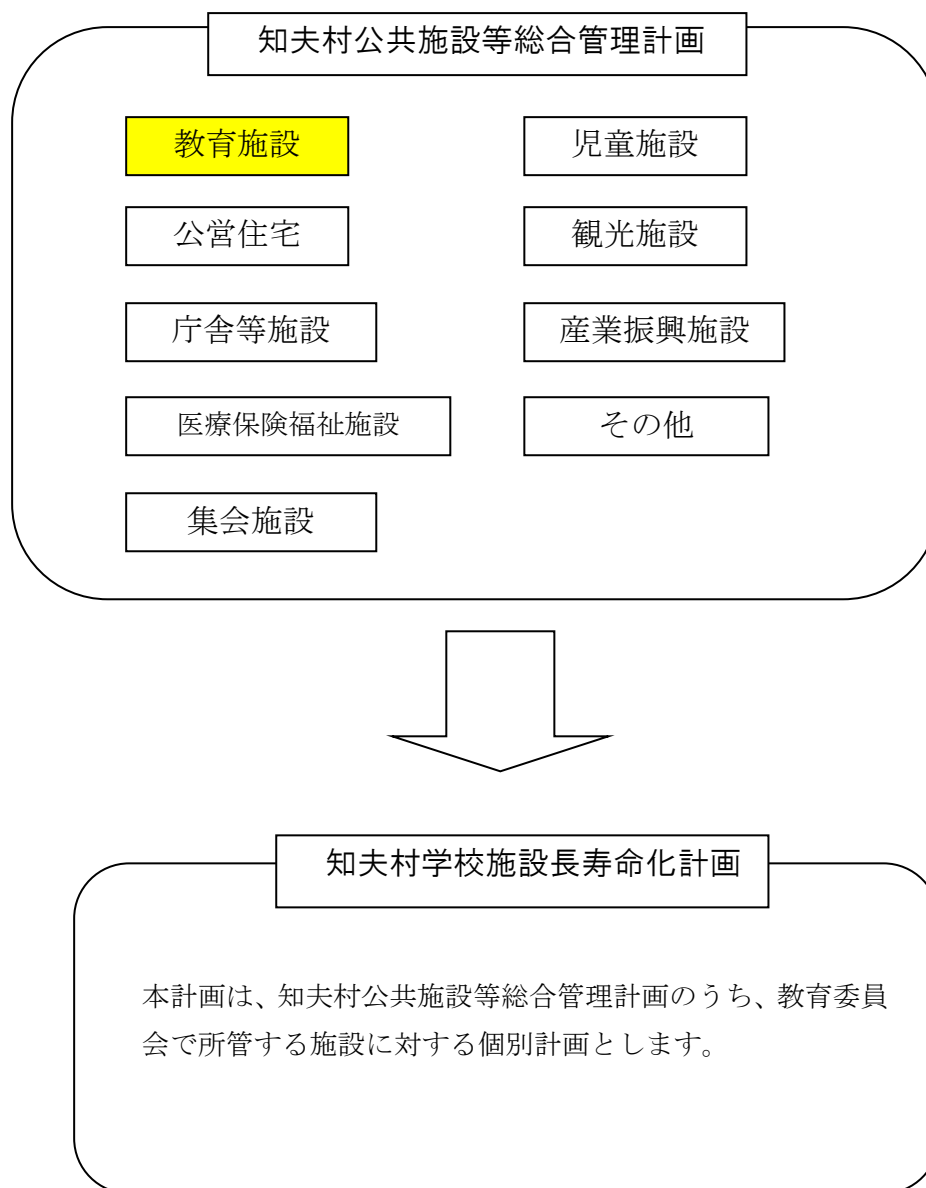 知夫村公共施設等総合管理計画
教育施設
児童施設
公営住宅
観光施設
庁舎等施設
産業振興施設
医療保険福祉施設
その他
集会施設
知夫村学校施設長寿命化計画
本計画は、知夫村公共施設等総合管理計画のうち、教育委員
会で所管する施設に対する個別計画とします。